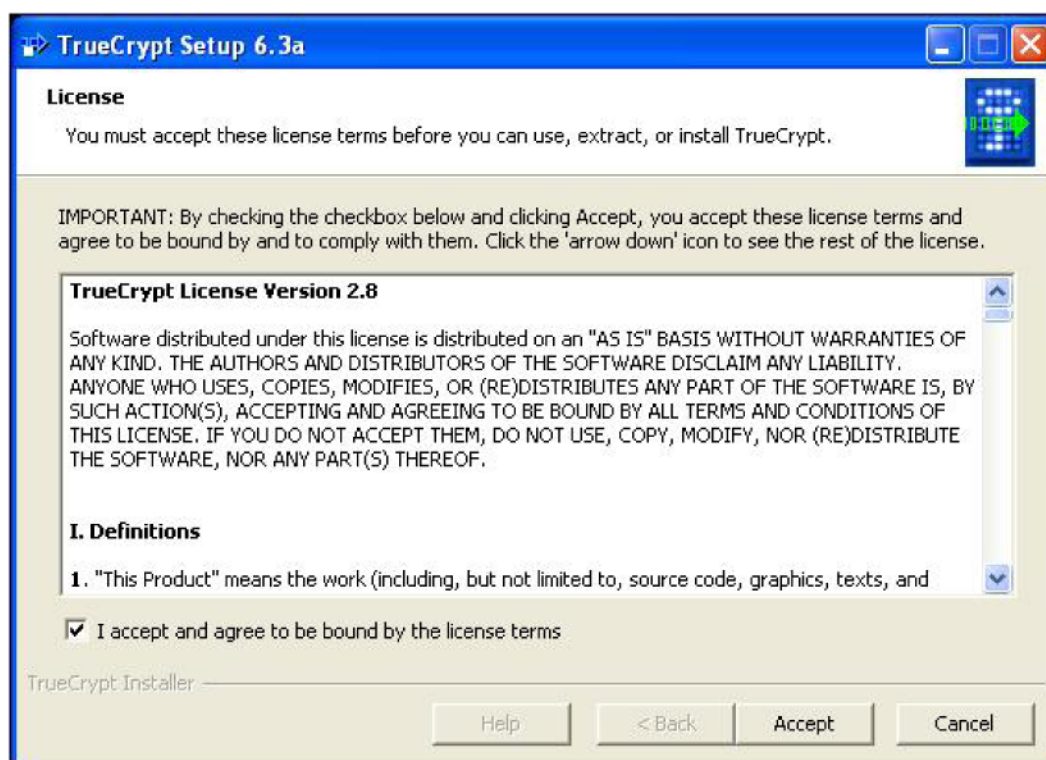 TrueCrypt Setup 6.3a
License
You must accept these license terms before you can use, extract, or install TrueCrypt.
IMPORTANT: By checking the checkbox below and clicking Accept, you accept these license terms and
agree to be bound by and to comply with them. Click the 'arrow down' icon to see the rest of the license.
TrueCrypt License Version 2.8
Software distributed under this license is distributed on an "AS IS" BASIS WITHOUT WARRANTIES OF
ANY KIND. THE AUTHORS AND DISTRIBUTORS OF THE SOFTWARE DISCLAIM ANY LIABILITY.
ANYONE WHO USES, COPIES, MODIFIES, OR (RE)DISTRIBUTES ANY PART OF THE SOFTWARE IS, BY
SUCH ACTION(S), ACCEPTING AND AGREEING TO BE BOUND BY ALL TERMS AND CONDITIONS OF
THIS LICENSE. IF YOU DO NOT ACCEPT THEM, DO NOT USE, COPY, MODIFY, NOR (RE)DISTRIBUTE
THE SOFTWARE, NOR ANY PART(S) THEREOF.
I. Definitions
1. "This Product" means the work (including, but not limited to, source code, graphics, texts, and
I accept and agree to be bound by the license terms
TrueCrypt Installer
Help
< Back
Accept
Cancel